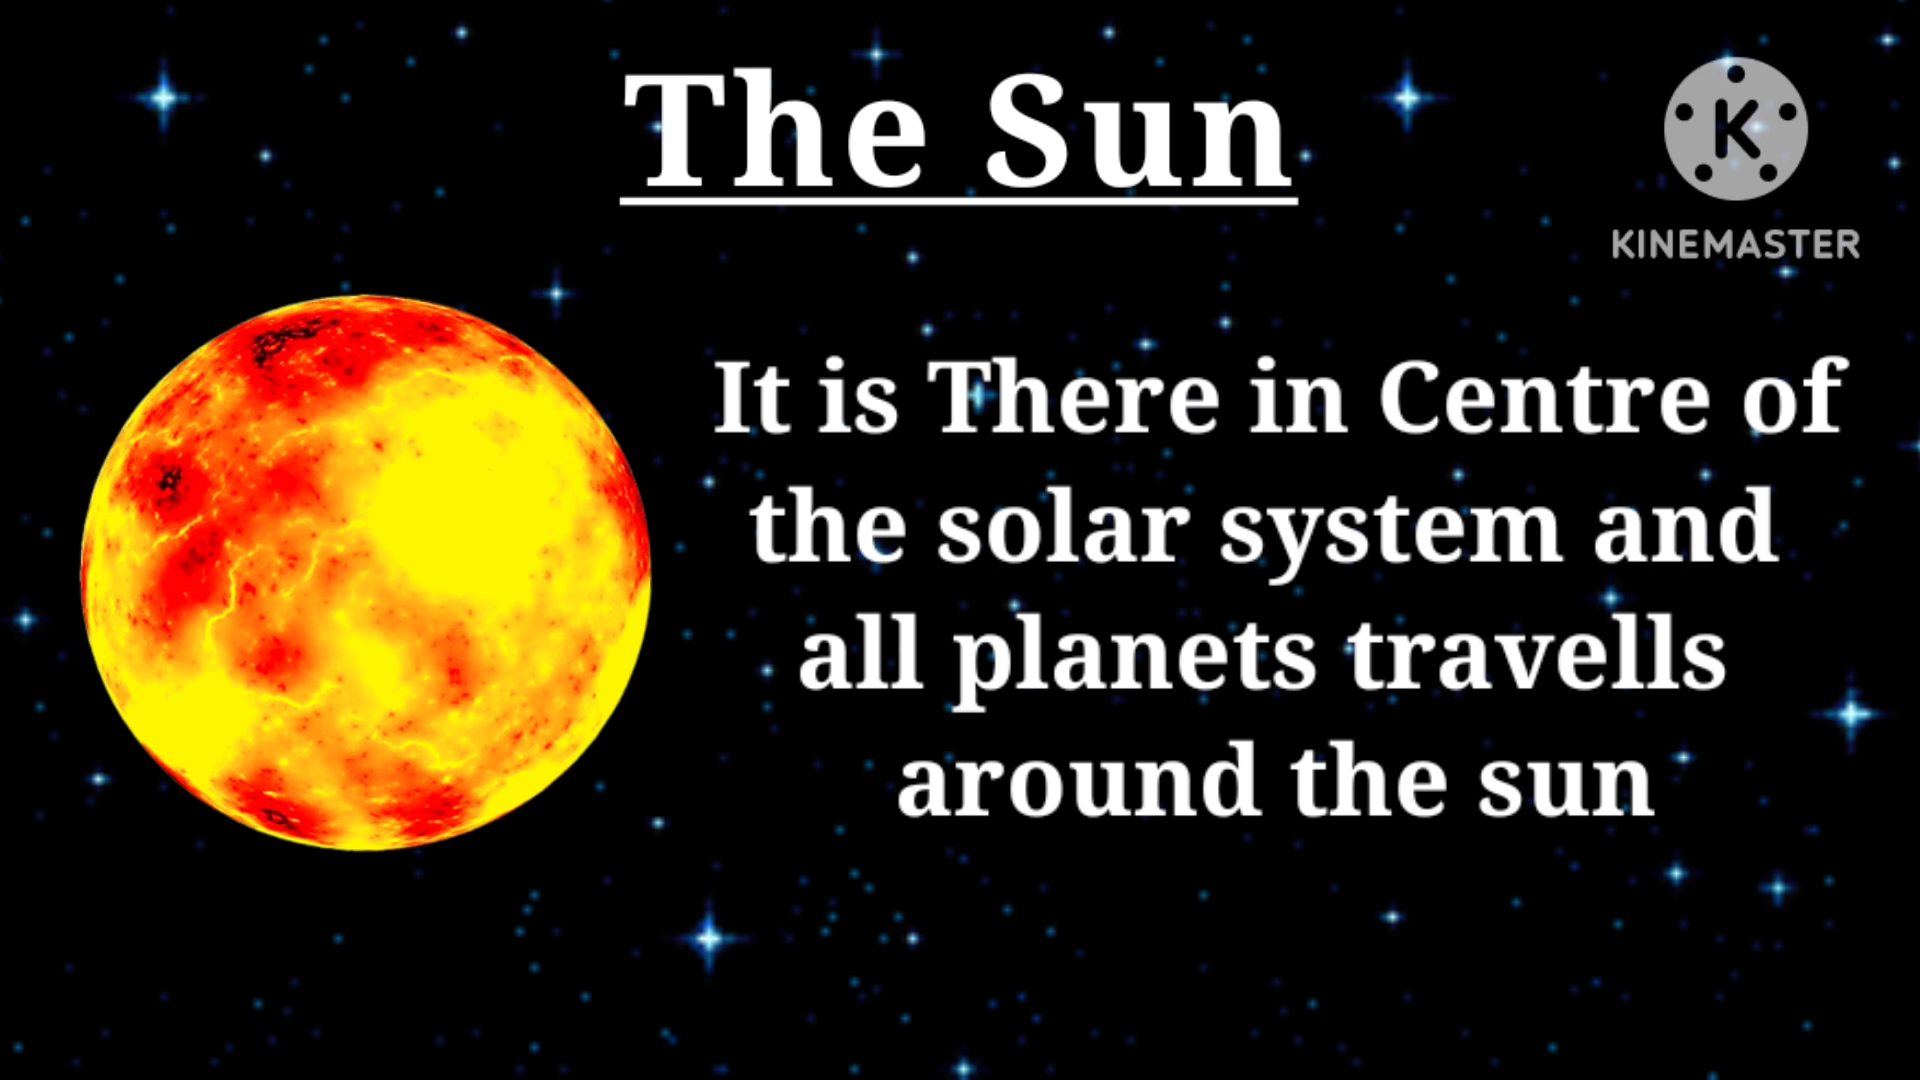 The Sun
K
KINEMASTER
It is There in Centre of
the solar system and
all planets travells
around the sun